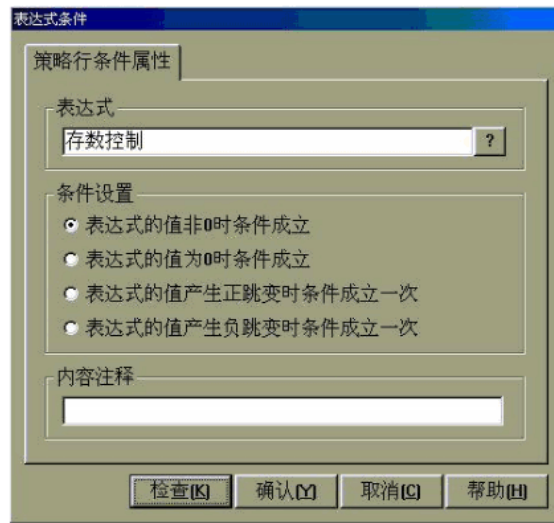 表达式条件
策略行条件属性
表达式
存数控制
?
条件设置
表达式的值非0时条件成立
表达式的值为0时条件成立
表达式的值产生正跳变时条件成立一次
表达式的值产生负跳变时条件成立一次
内容注释
检查(K) 确认(Y) 取消(C) 帮助(H)